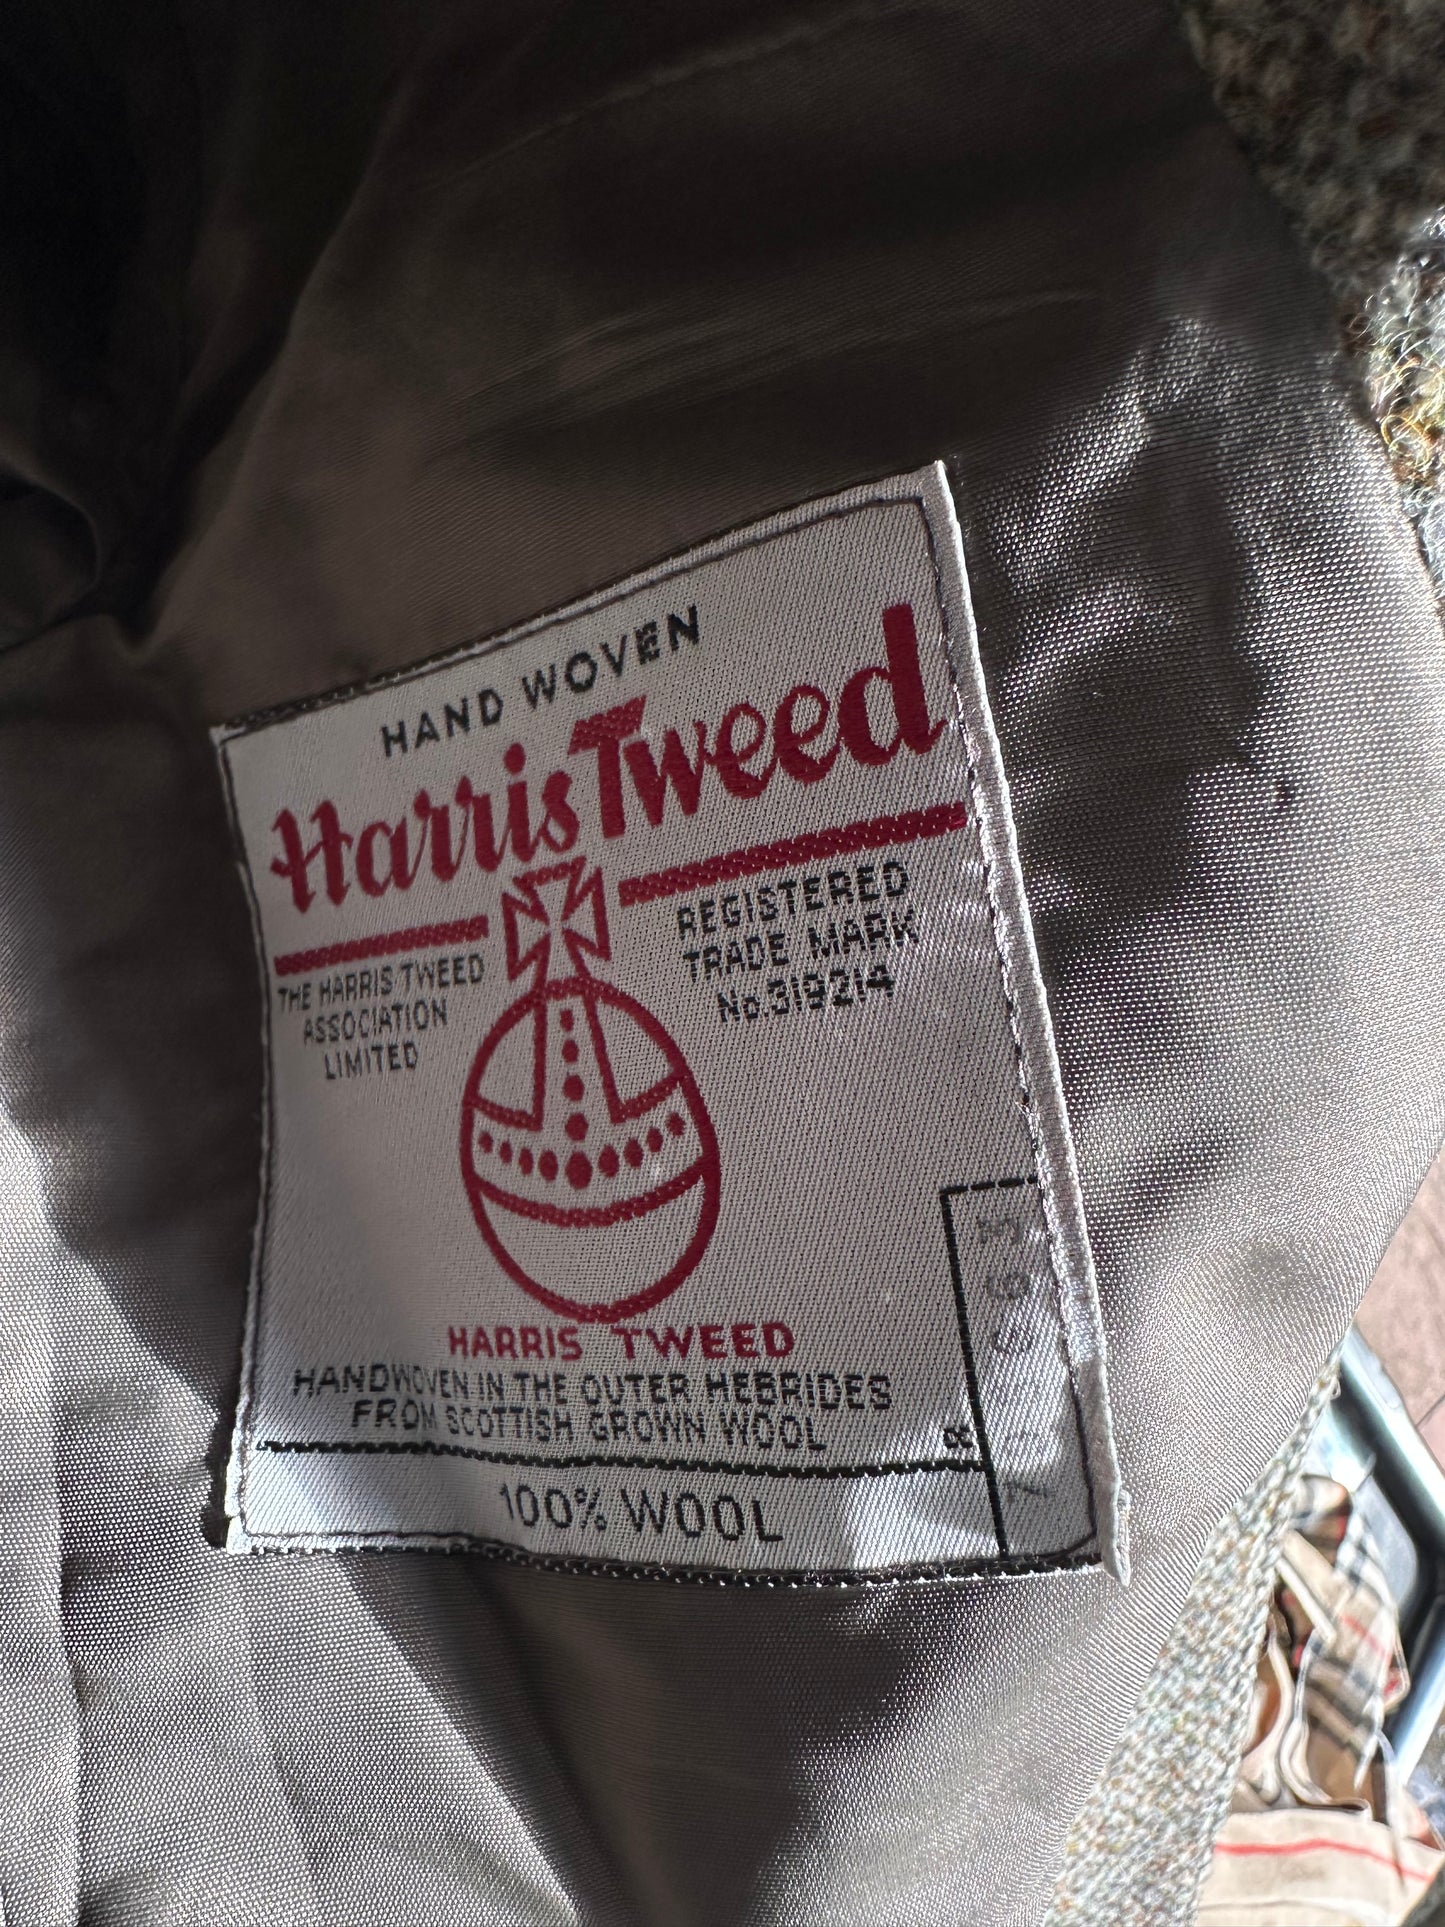 HAND WOVEN
Harris Tweed
THE HARRIS TWEED
ASSOCIATION
LIMITED
REGISTERED
TRADE MARK
No.319214
HARRIS TWEED
HANDWOVEN IN THE OUTER HEBRIDES
FROM SCOTTISH GROWN WOOL
100% WOOL